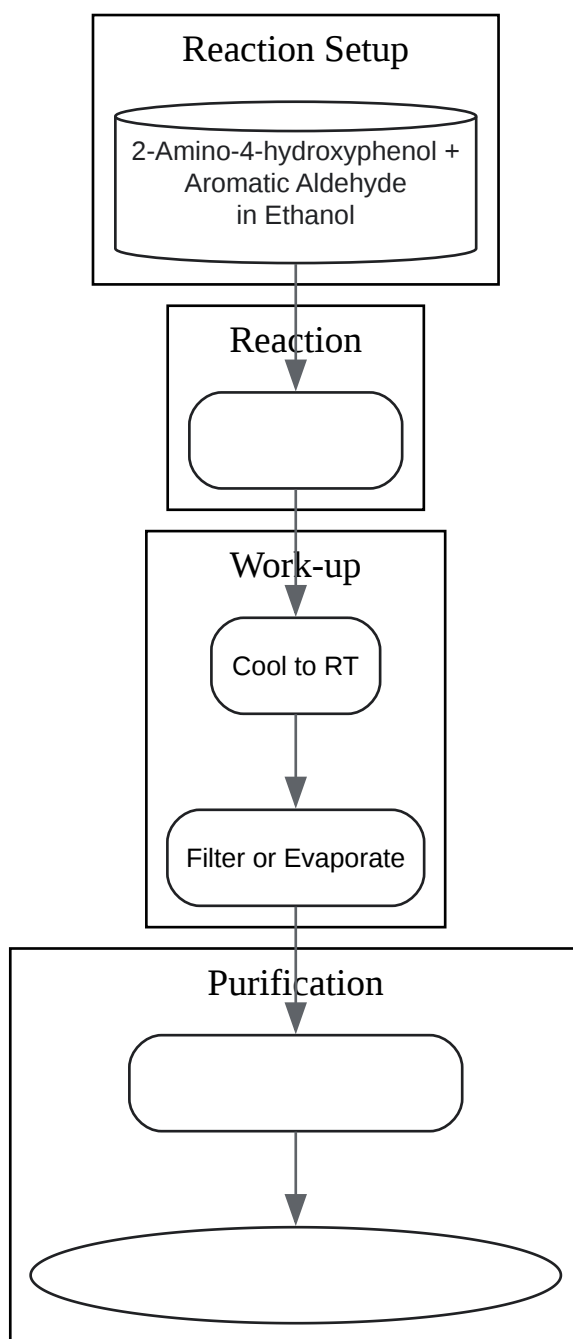 Reaction Setup
2-Amino-4-hydroxyphenol +
Aromatic Aldehyde
in Ethanol
Reaction
Work-up
Cool to RT
Filter or Evaporate
Purification